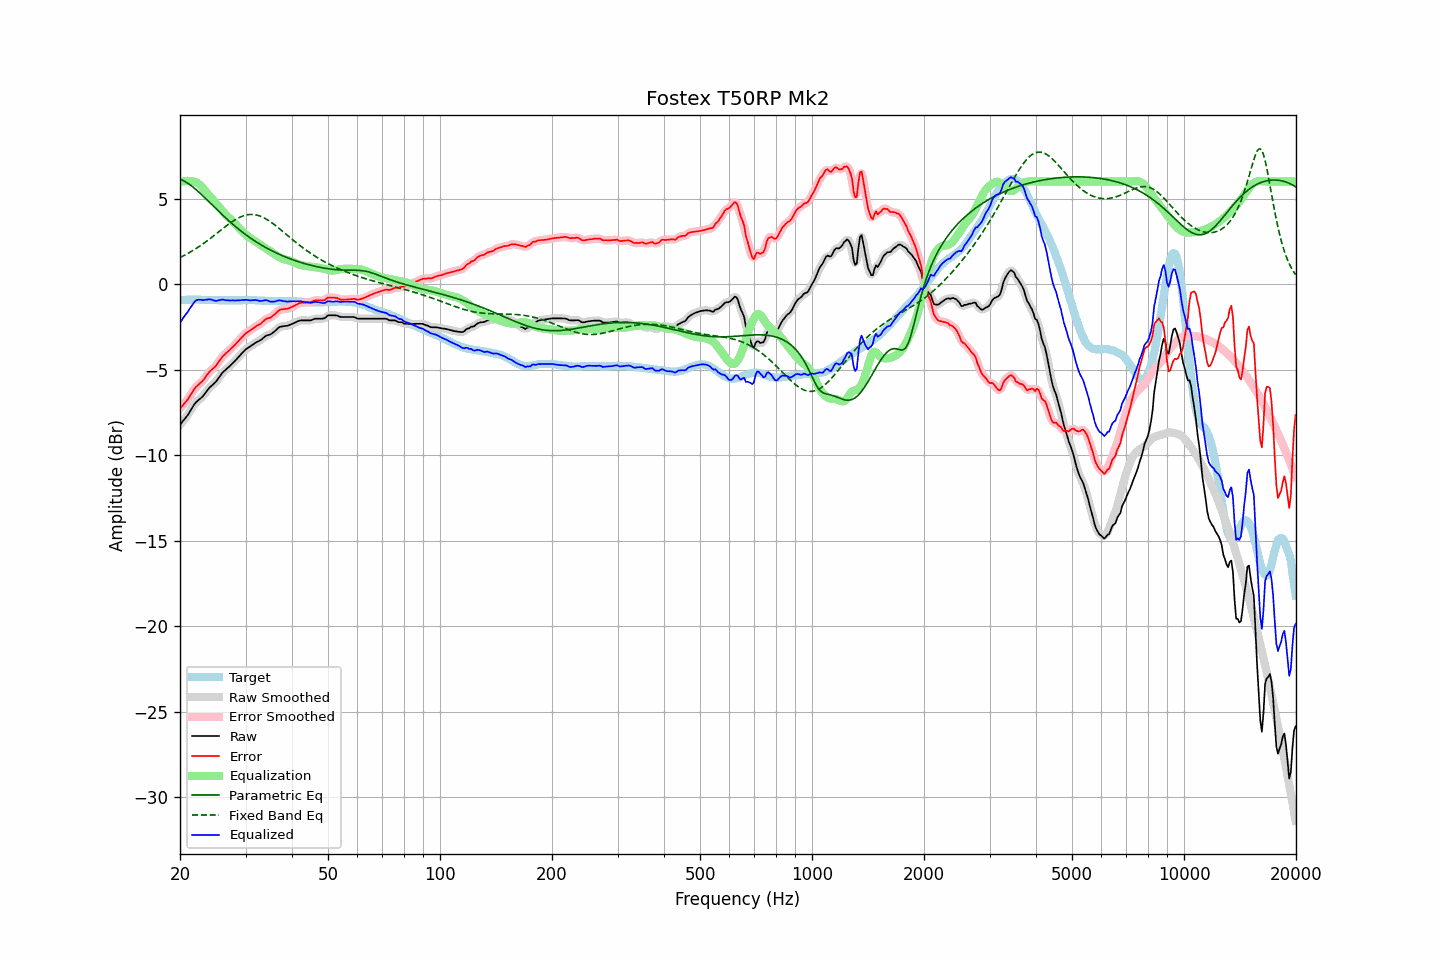 Fostex T50RP Mk2
Amplitude (dBr)
5
0
−5
−10
−15
−20
−25
−30
Target
Raw Smoothed
Error Smoothed
Raw
Error
Equalization
Parametric Eq
Fixed Band Eq
Equalized
20 50 100 200 500 1000 2000 5000 10000 20000
Frequency (Hz)